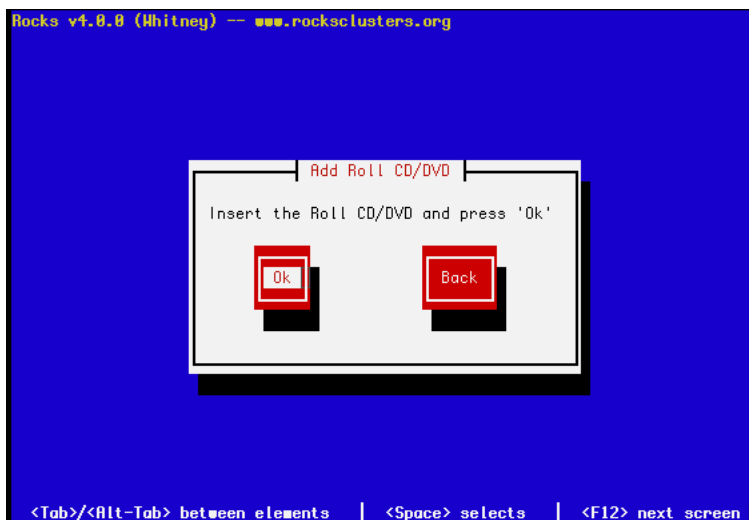 Rocks v4.0.0 (Whitney) -- www.rocksclusters.org
Add Roll CD/DVD
Insert the Roll CD/DVD and press 'Ok'
Ok Back
<Tab>/<Alt-Tab> between elements | <Space> selects | <F12> next screen